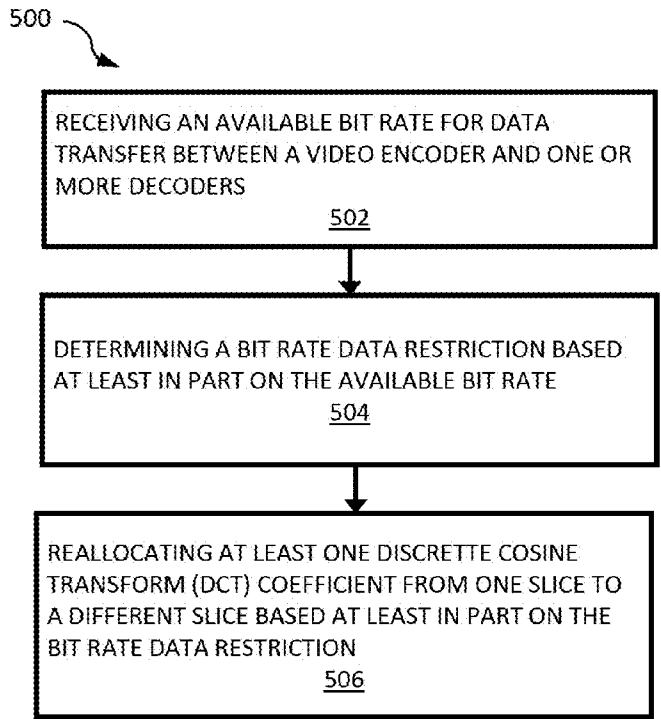 500
RECEIVING AN AVAILABLE BIT RATE FOR DATA
TRANSFER BETWEEN A VIDEO ENCODER AND ONE OR
MORE DECODERS
502
DETERMINING A BIT RATE DATA RESTRICTION BASED
AT LEAST IN PART ON THE AVAILABLE BIT RATE
504
REALLOCATING AT LEAST ONE DISCRETTE COSINE
TRANSFORM (DCT) COEFFICIENT FROM ONE SLICE TO
A DIFFERENT SLICE BASED AT LEAST IN PART ON THE
BIT RATE DATA RESTRICTION
506